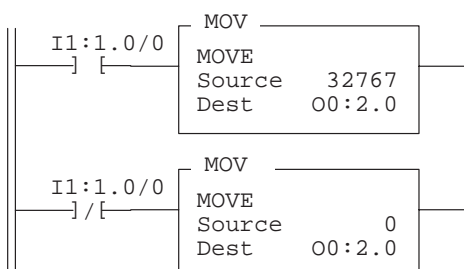 MOV
I1:1.0/0
] [
MOVE
Source 32767
Dest O0:2.0
MOV
I1:1.0/0
]/[
MOVE
Source 0
Dest O0:2.0